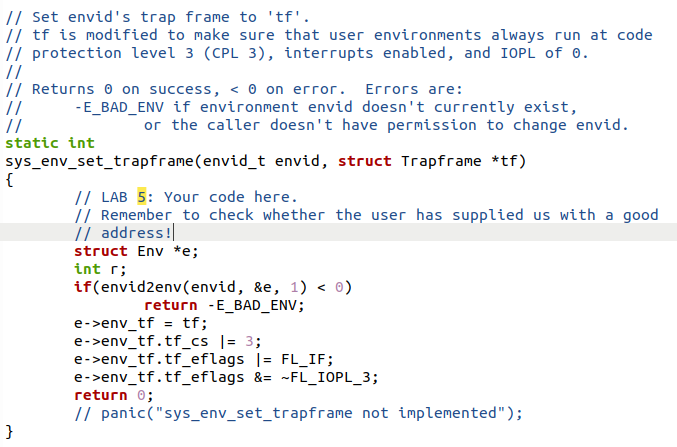 // Set envid's trap frame to 'tf'.
// tf is modified to make sure that user environments always run at code
// protection level 3 (CPL 3), interrupts enabled, and IOPL of 0.
//
// Returns 0 on success, < 0 on error.  Errors are:
//      -E_BAD_ENV if environment envid doesn't currently exist,
//              or the caller doesn't have permission to change envid.
static int
sys_env_set_trapframe(envid_t envid, struct Trapframe *tf)
{
        // LAB 5: Your code here.
        // Remember to check whether the user has supplied us with a good
        // address!
        struct Env *e;
        int r;
        if(envid2env(envid, &e, 1) < 0)
                return -E_BAD_ENV;
        e->env_tf = tf;
        e->env_tf.tf_cs |= 3;
        e->env_tf.tf_eflags |= FL_IF;
        e->env_tf.tf_eflags &= ~FL_IOPL_3;
        return 0;
        // panic("sys_env_set_trapframe not implemented");
}